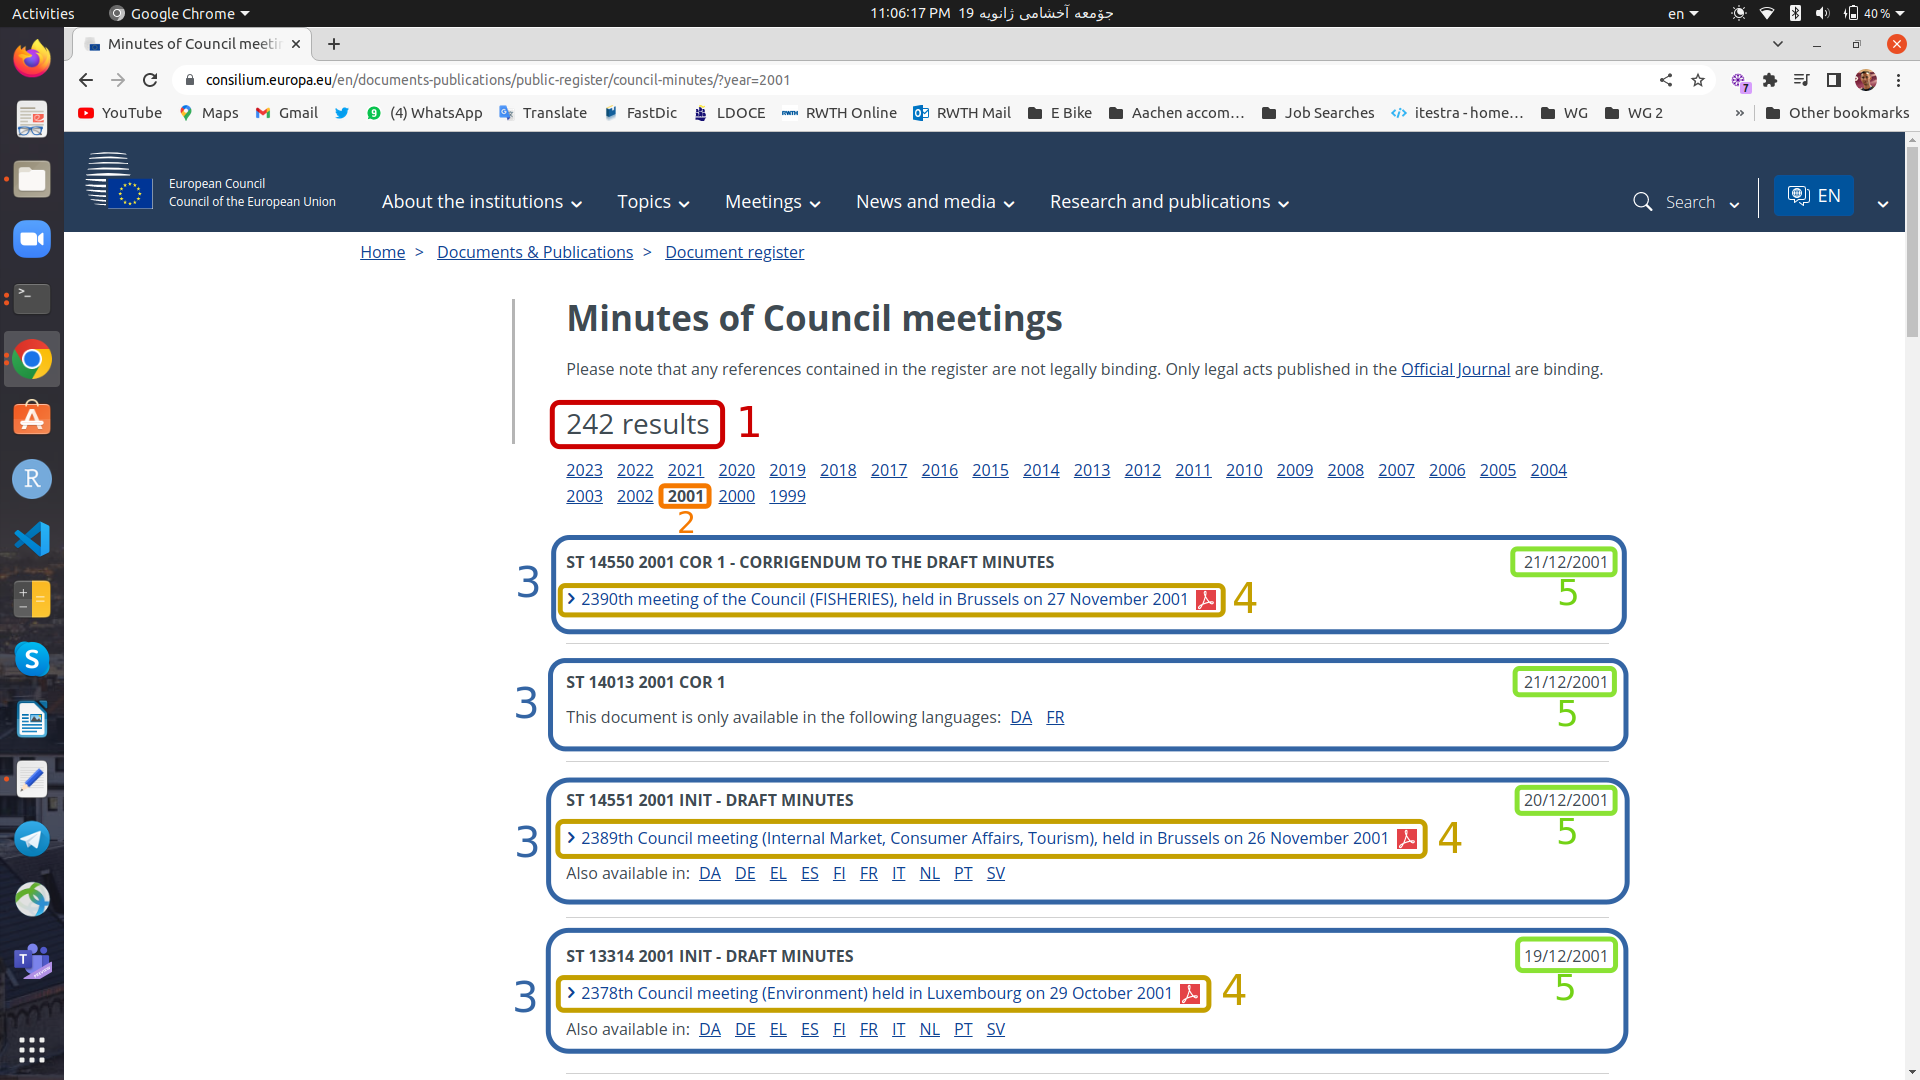 Activities
Google Chrome
11:06:17 PM جؤمعه آخشامی ژانویه 19
en
40 %
Minutes of Council meetin
consilium.europa.eu/en/documents-publications/public-register/council-minutes/?year=2001
7
YouTube Maps Gmail (4) WhatsApp Translate FastDic LDOCE RWTH Online RWTH Mail E Bike Aachen accom… Job Searches itestra - home… WG WG 2 » Other bookmarks
European Council
Council of the European Union
About the institutions Topics Meetings News and media Research and publications Search EN
Home > Documents & Publications > Document register
Minutes of Council meetings
Please note that any references contained in the register are not legally binding. Only legal acts published in the Official Journal are binding.
242 results 1
2023 2022 2021 2020 2019 2018 2017 2016 2015 2014 2013 2012 2011 2010 2009 2008 2007 2006 2005 2004
2003 2002 2001 2000 1999
2
ST 14550 2001 COR 1 - CORRIGENDUM TO THE DRAFT MINUTES 21/12/2001
3 2390th meeting of the Council (FISHERIES), held in Brussels on 27 November 2001 4 5
ST 14013 2001 COR 1 21/12/2001
3 This document is only available in the following languages: DA FR 5
ST 14551 2001 INIT - DRAFT MINUTES 20/12/2001
3 2389th Council meeting (Internal Market, Consumer Affairs, Tourism), held in Brussels on 26 November 2001 4 5
Also available in: DA DE EL ES FI FR IT NL PT SV
ST 13314 2001 INIT - DRAFT MINUTES 19/12/2001
3 2378th Council meeting (Environment) held in Luxembourg on 29 October 2001 4 5
Also available in: DA DE EL ES FI FR IT NL PT SV